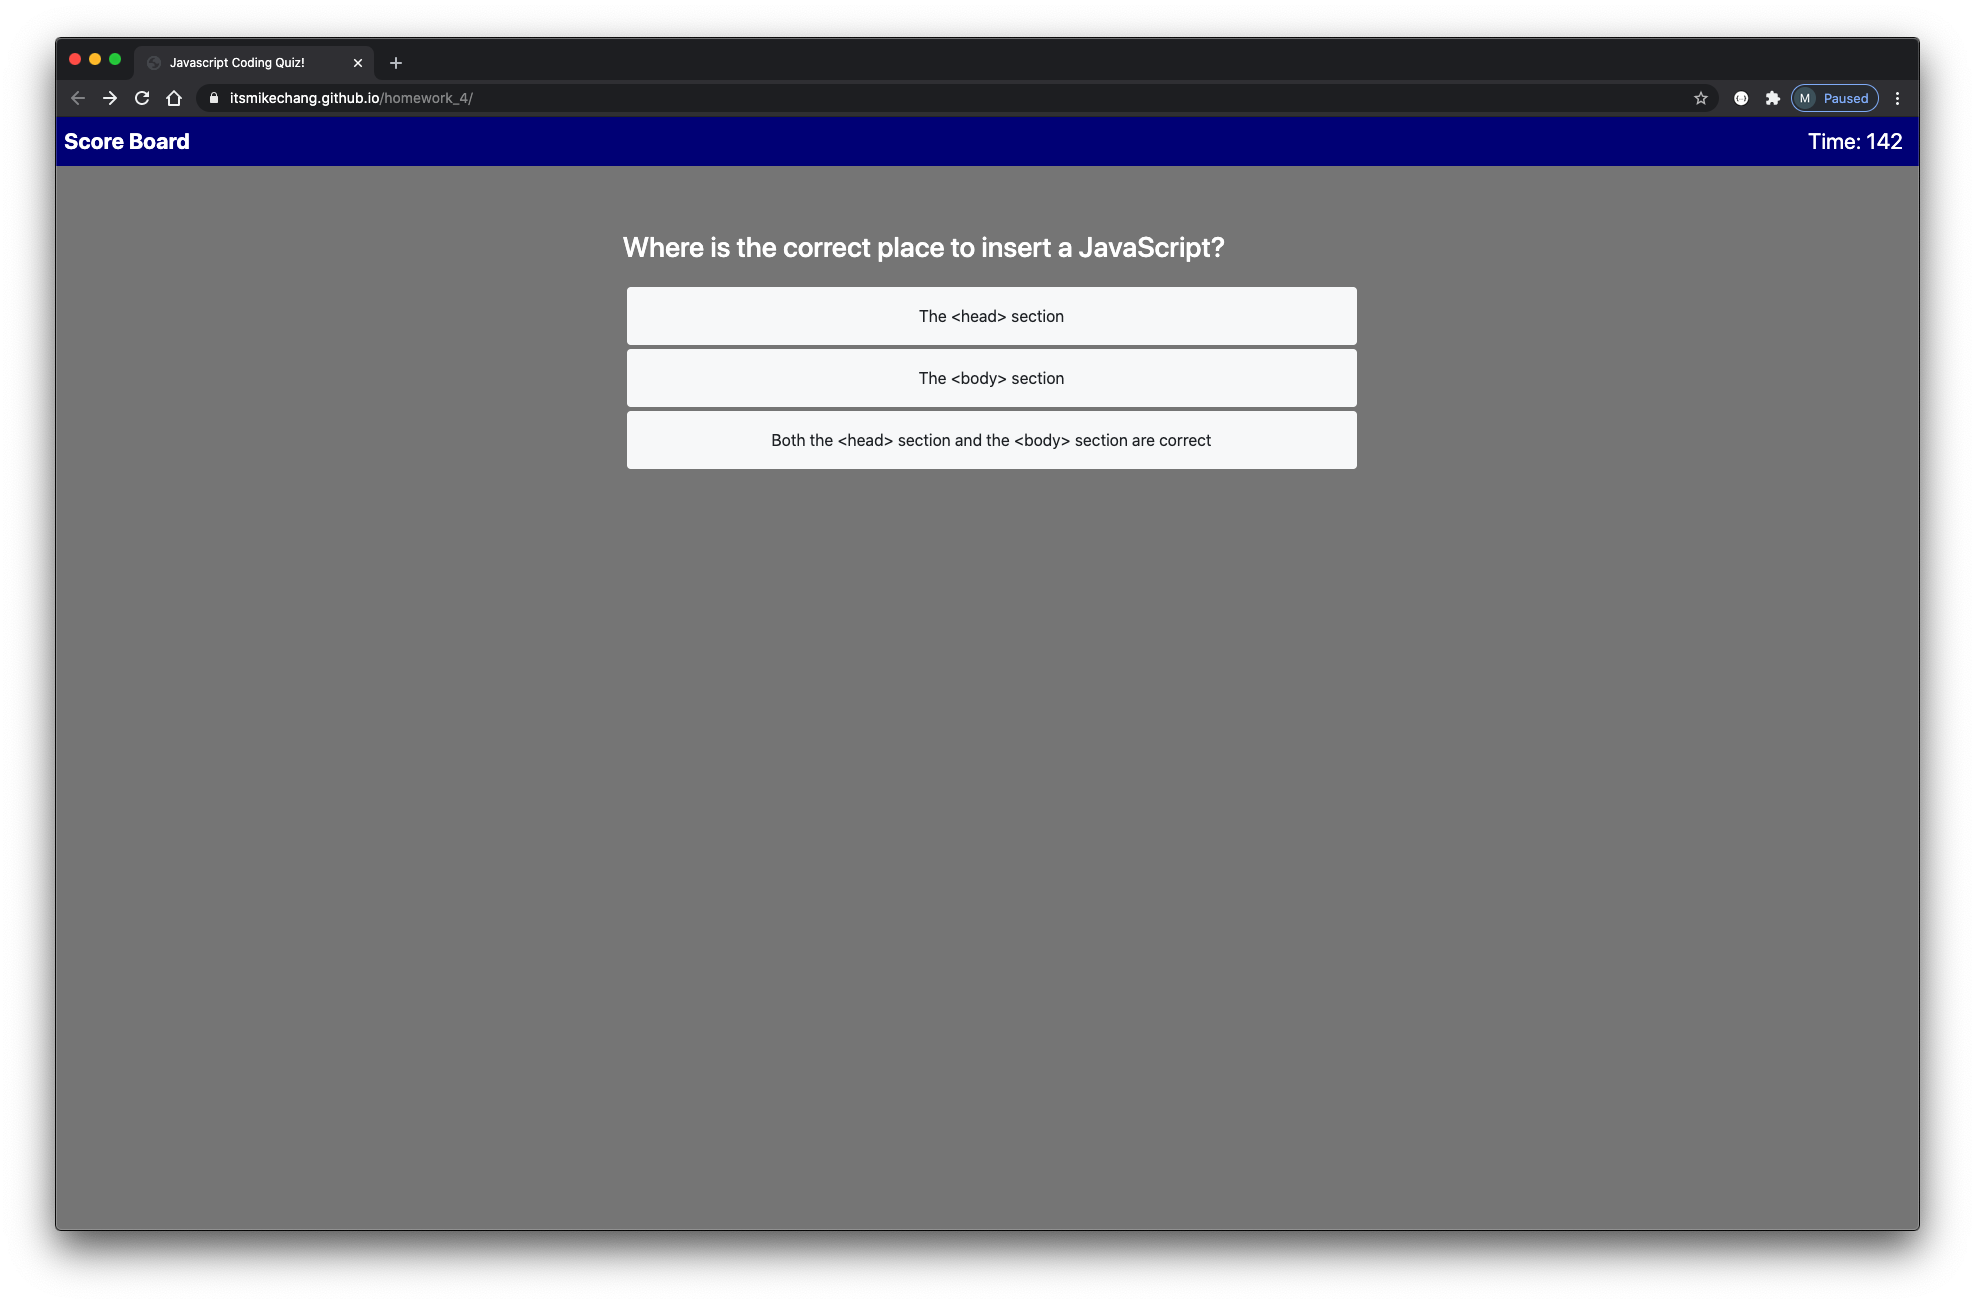 Javascript Coding Quiz!
itsmikechang.github.io/homework_4/
M Paused
Score Board
Time: 142
Where is the correct place to insert a JavaScript?
The <head> section
The <body> section
Both the <head> section and the <body> section are correct